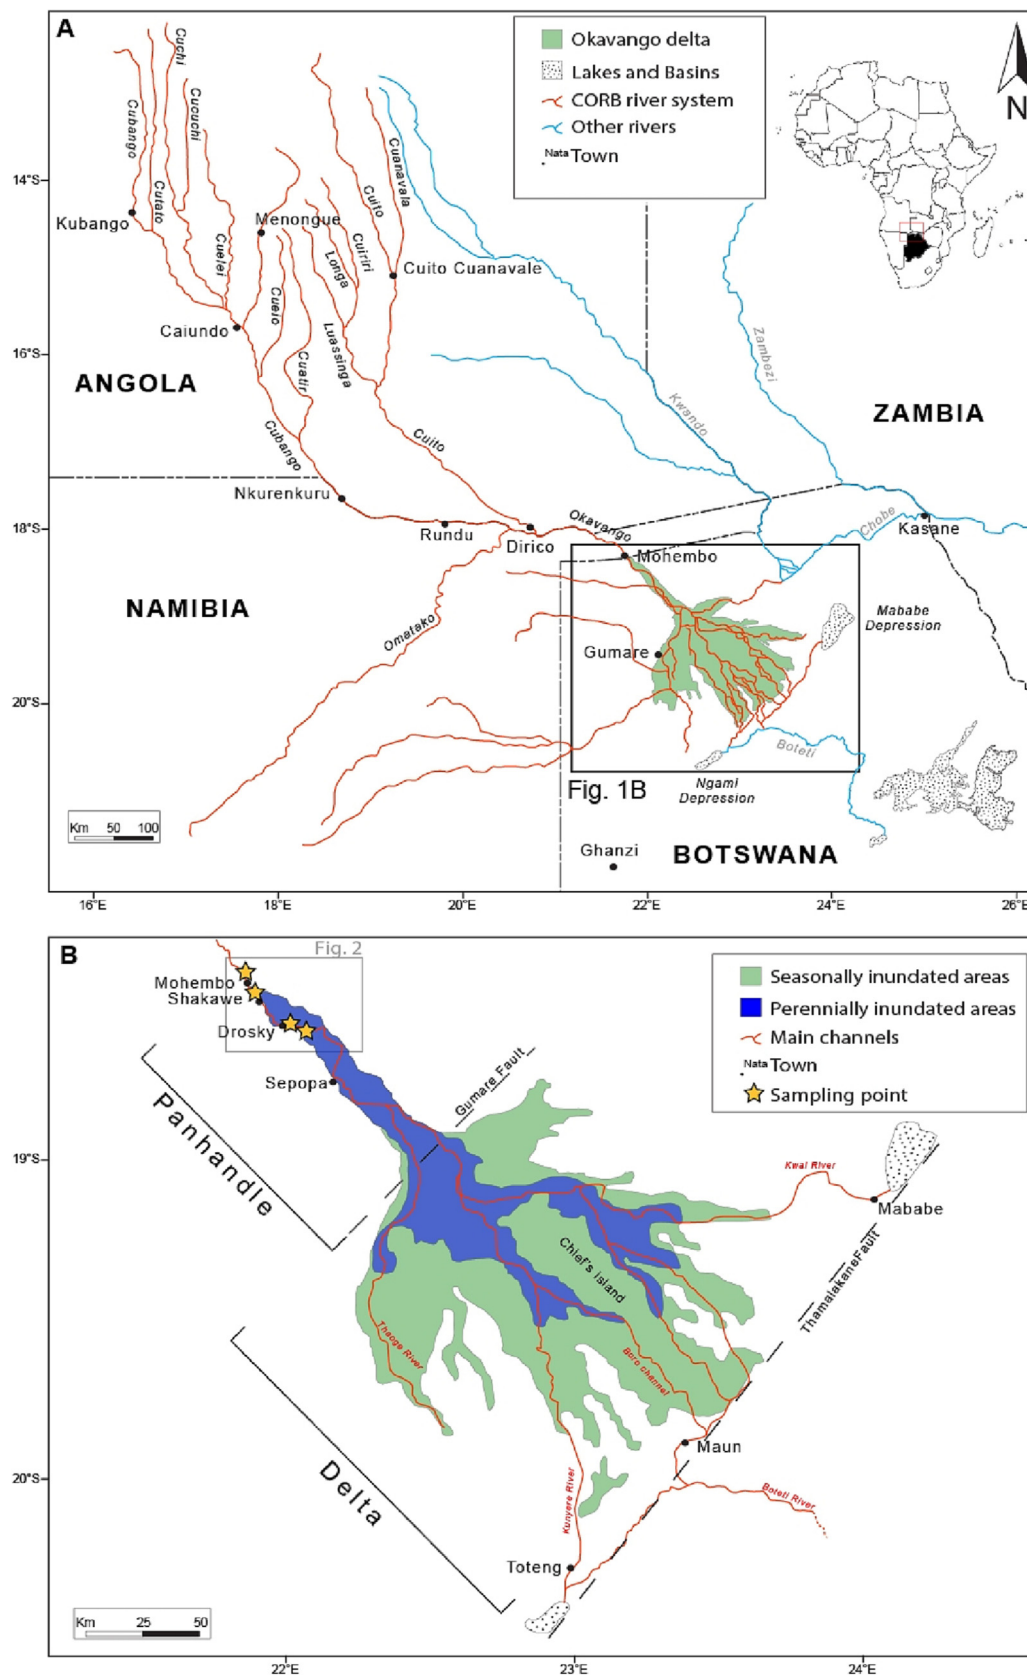 A
Okavango delta
Lakes and Basins
CORB river system
Other rivers
Nata Town
N
Cuchi
Cubango
Cutato
Cucuchi
Cuelei
Cuito
Cuanavala
14°S
Kubango
Menongue
Longa
Cuiriri
Cuito Cuanavale
Caiundo
Cueio
Cuatir
Luassinga
16°S
ANGOLA
Zambezi
Kwando
ZAMBIA
Cubango
Cuito
Nkurenkuru
Okavango
Chobe
18°S
Rundu
Dirico
Kasane
Mohembo
NAMIBIA
Omatako
Gumare
Mababe
Depression
20°S
Boteti
Ngami
Depression
Fig. 1B
Km 50 100
Ghanzi
BOTSWANA
16°E
18°E
20°E
22°E
24°E
26°E
B
Fig. 2
Seasonally inundated areas
Perennially inundated areas
Main channels
Nata Town
Sampling point
Mohembo
Shakawe
Drosky
Sepopa
Gumare Fault
Panhandle
19°S
Kwai River
Mababe
Chief's Island
Thamalakane Fault
Thaoge River
Boro channel
Delta
Maun
20°S
Kunyere River
Boteti River
Toteng
Km 25 50
22°E
23°E
24°E